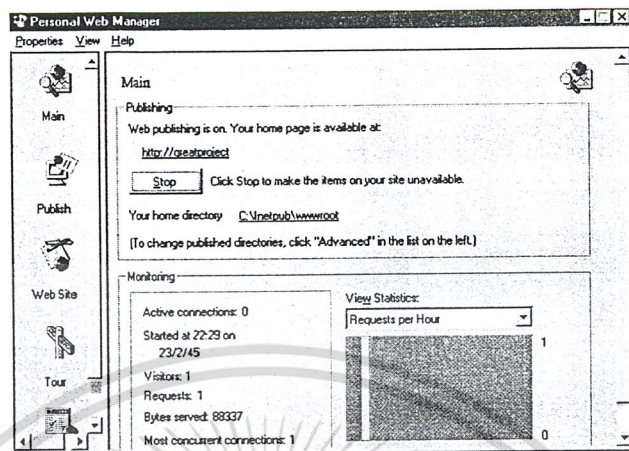 Personal Web Manager
Properties View Help
Main
Publish
Web Site
Tour
Main
Publishing
Web publishing is on. Your home page is available at:
http://greatproject
Stop Click Stop to make the items on your site unavailable.
Your home directory C:\Inetpub\wwwroot
(To change published directories, click "Advanced" in the list on the left.)
Monitoring
Active connections: 0
Started at 22:29 on
23/2/45
Visitors: 1
Requests: 1
Bytes served: 88337
Most concurrent connections: 1
View Statistics:
Requests per Hour
1
0